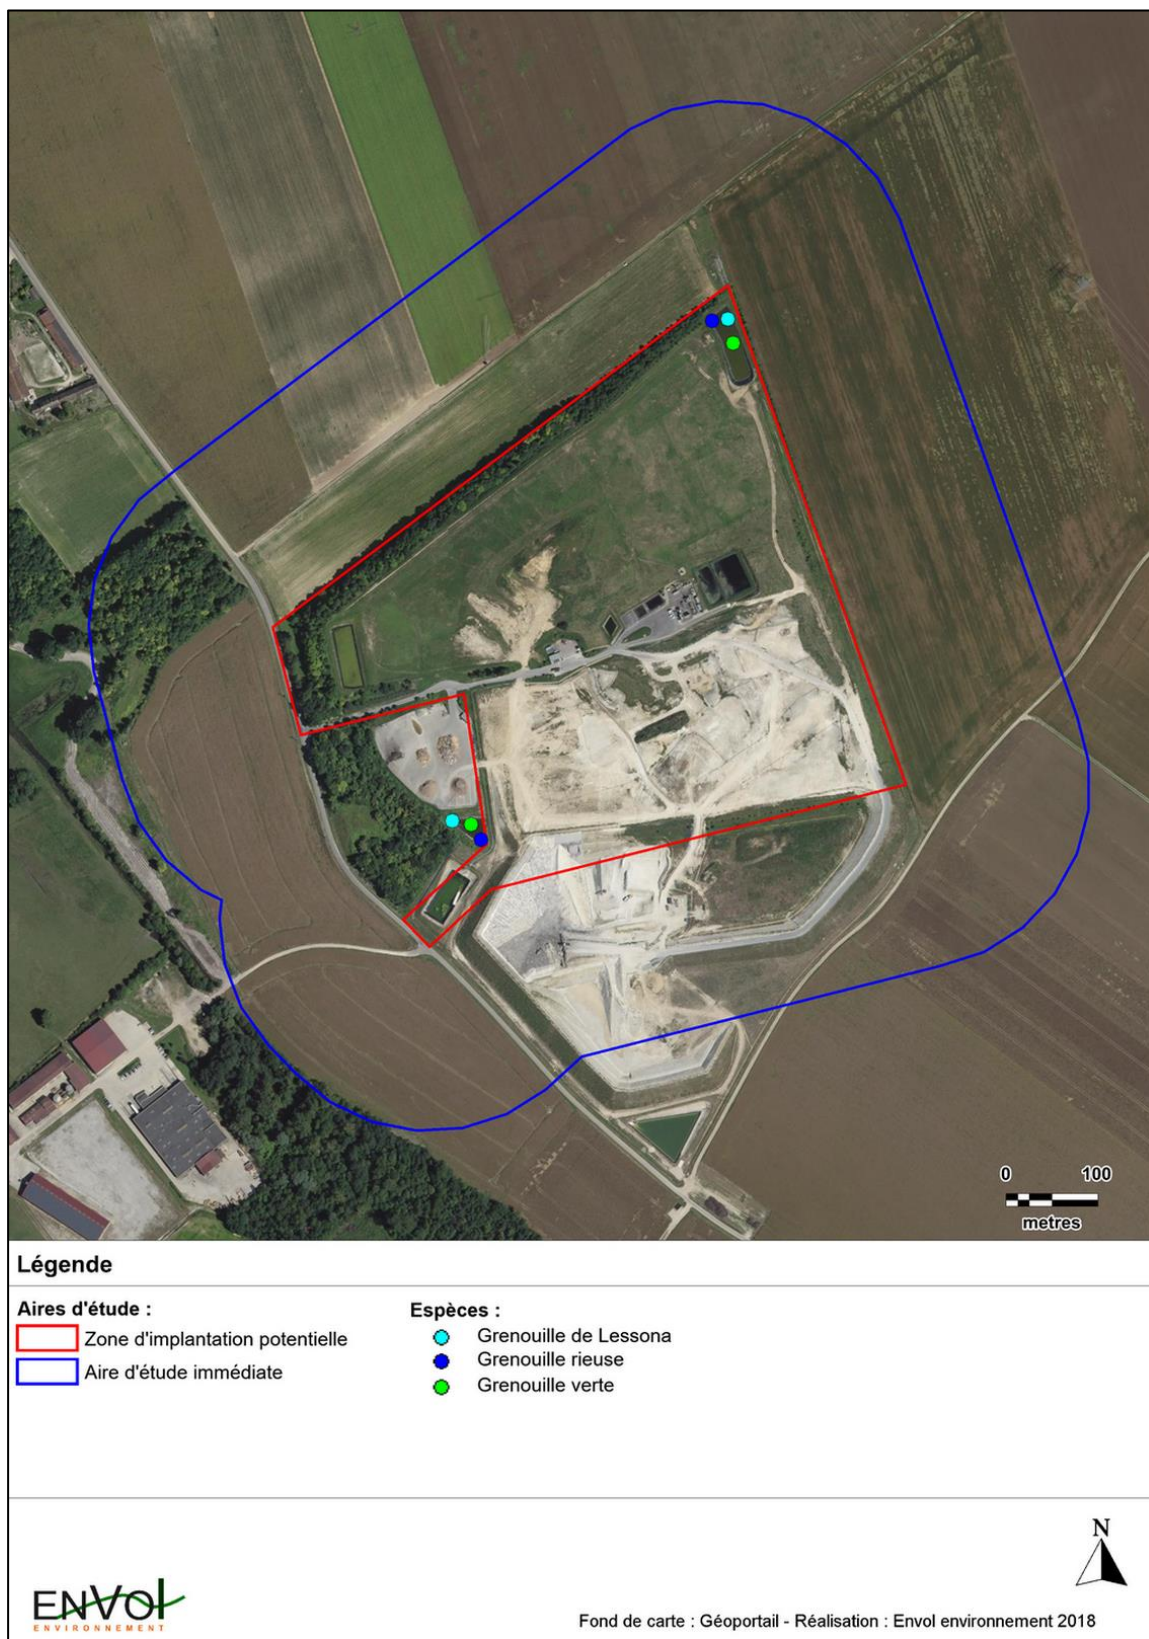 0 100
metres
Légende
Aires d'étude :
Zone d'implantation potentielle
Aire d'étude immédiate
Espèces :
Grenouille de Lessona
Grenouille rieuse
Grenouille verte
N
ENVOl
ENVIRONNEMENT
Fond de carte : Géoportail - Réalisation : Envol environnement 2018